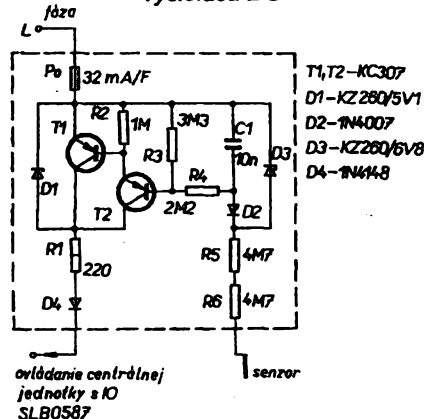 fáza
L
Po
32 mA/F
T1,T2-KC307
D1-KZ260/5V1
D2-1N4007
D3-KZ260/6V8
D4-1N4148
R2
1M
3M3
C1
10n
T1
R3
D3
R4
D1
T2
2M2
D2
R1
220
R5
4M7
D4
R6
4M7
ovládanie centrálnej
jednotky s IO
SLB0587
senzor